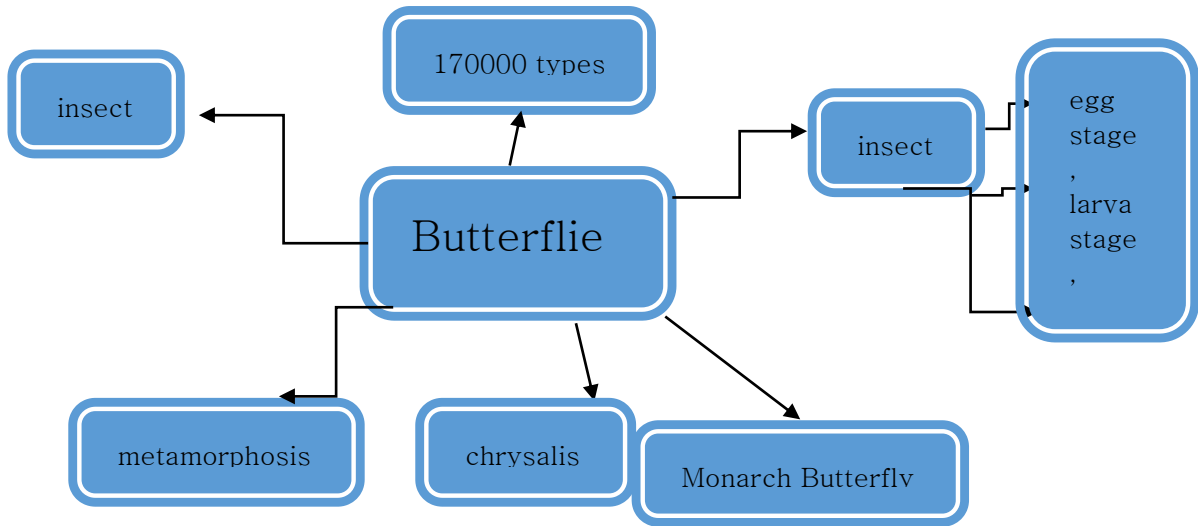 170000 types
insect
insect
egg
stage
,
larva
stage
,
Butterflie
metamorphosis
chrysalis
Monarch Butterfly